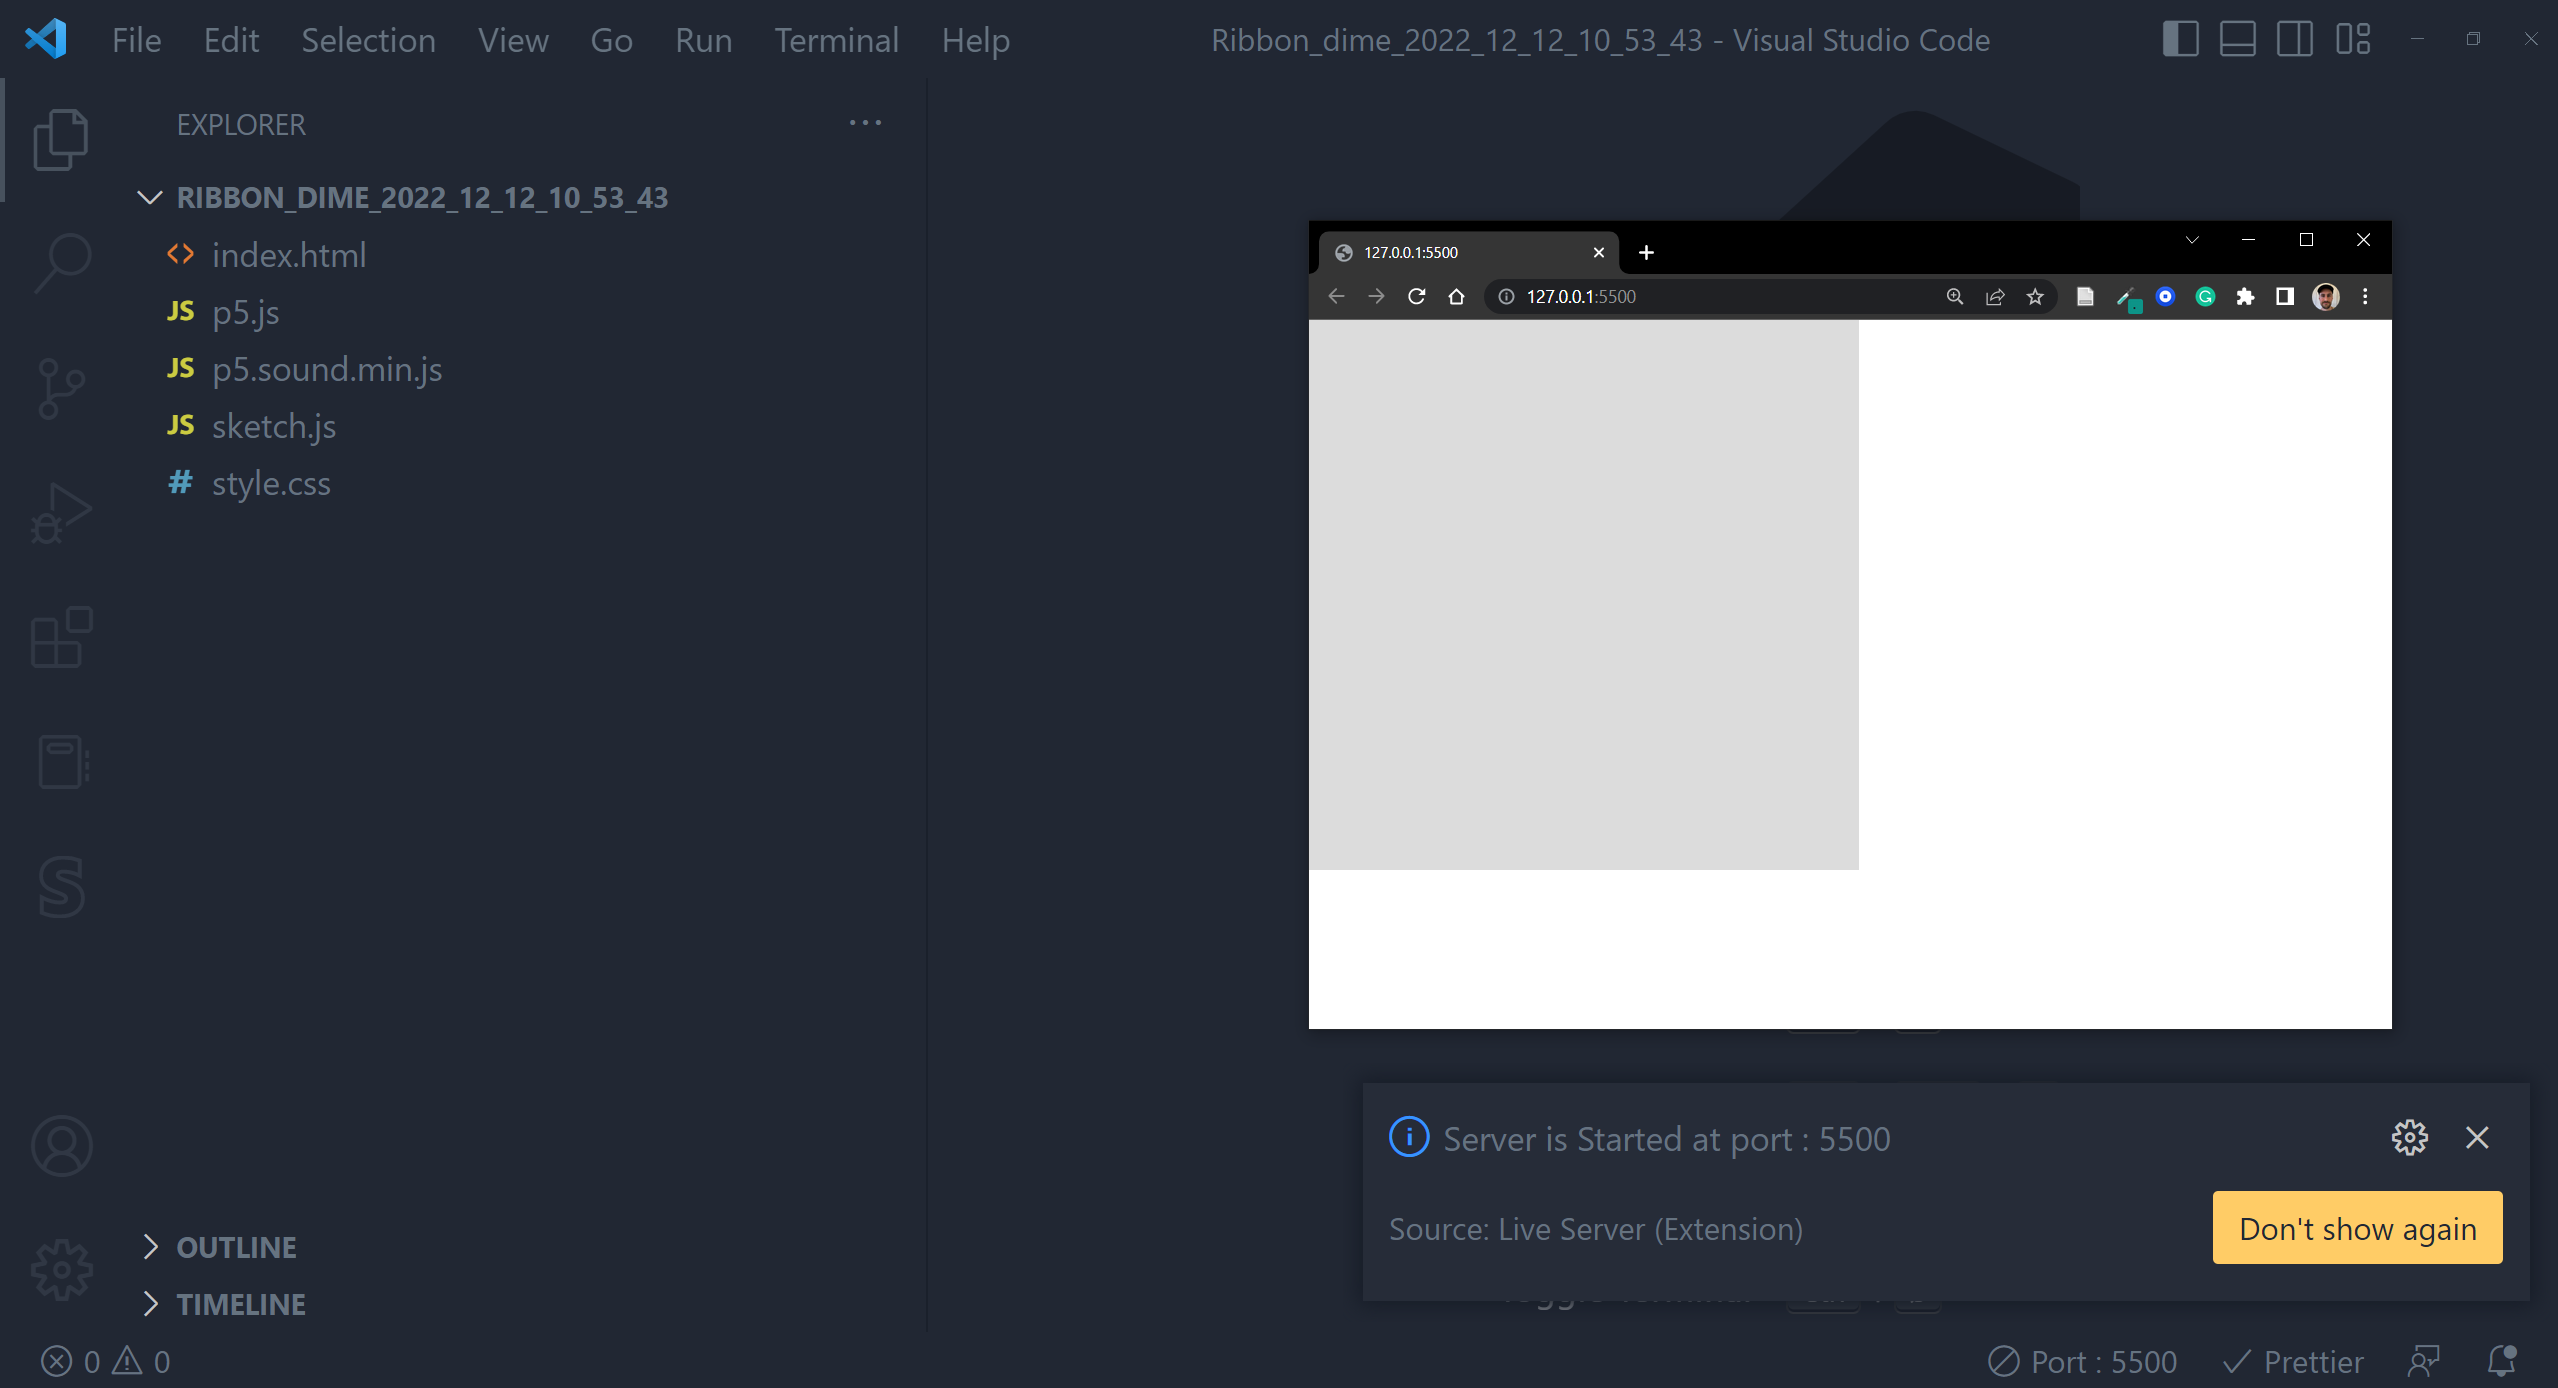 File Edit Selection View Go Run Terminal Help
Ribbon_dime_2022_12_12_10_53_43 - Visual Studio Code
EXPLORER
RIBBON_DIME_2022_12_12_10_53_43
<> index.html
JS p5.js
JS p5.sound.min.js
JS sketch.js
# style.css
OUTLINE
TIMELINE
127.0.0.1:5500
127.0.0.1:5500
Server is Started at port : 5500
Source: Live Server (Extension)
Don't show again
0 0
Port : 5500 Prettier